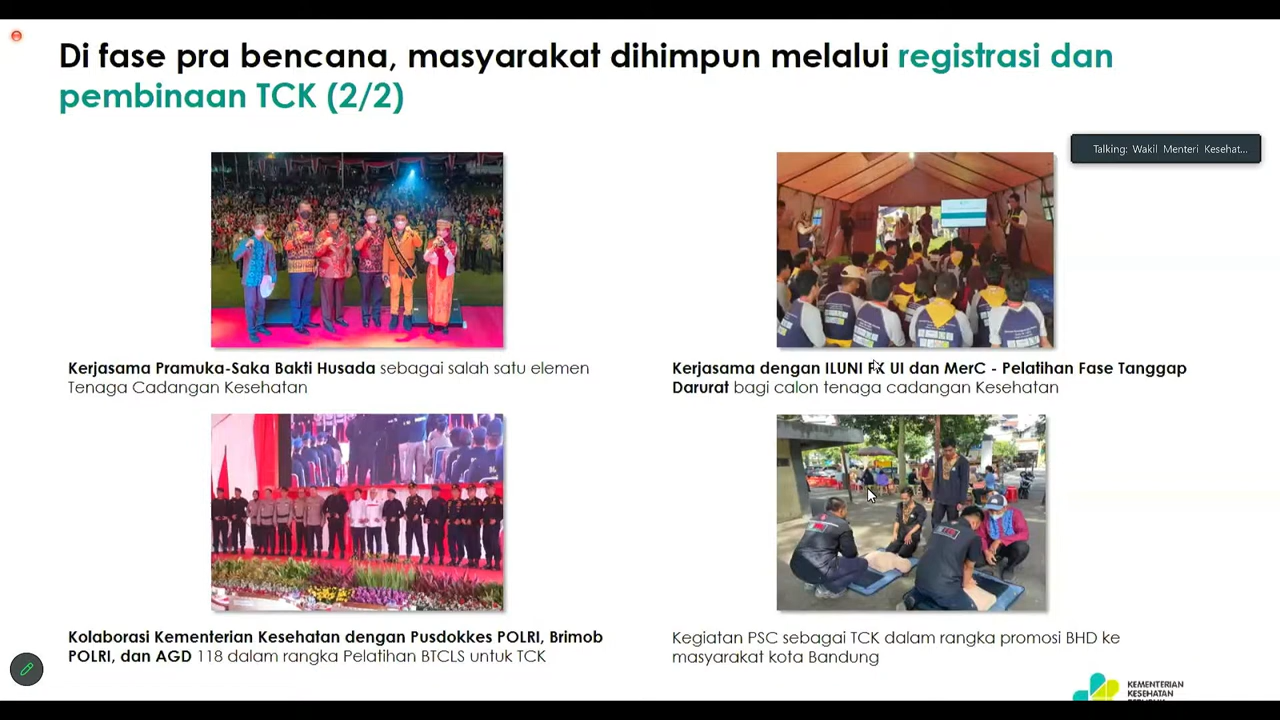 Di fase pra bencana, masyarakat dihimpun melalui registrasi dan
pembinaan TCK (2/2)
Talking: Wakil Menteri Kesehat...
Kerjasama Pramuka-Saka Bakti Husada sebagai salah satu elemen
Tenaga Cadangan Kesehatan
Kerjasama dengan ILUNI FK UI dan MerC - Pelatihan Fase Tanggap
Darurat bagi calon tenaga cadangan Kesehatan
Kolaborasi Kementerian Kesehatan dengan Pusdokkes POLRI, Brimob
POLRI, dan AGD 118 dalam rangka Pelatihan BTCLS untuk TCK
Kegiatan PSC sebagai TCK dalam rangka promosi BHD ke
masyarakat kota Bandung
KEMENTERIAN
KESEHATAN